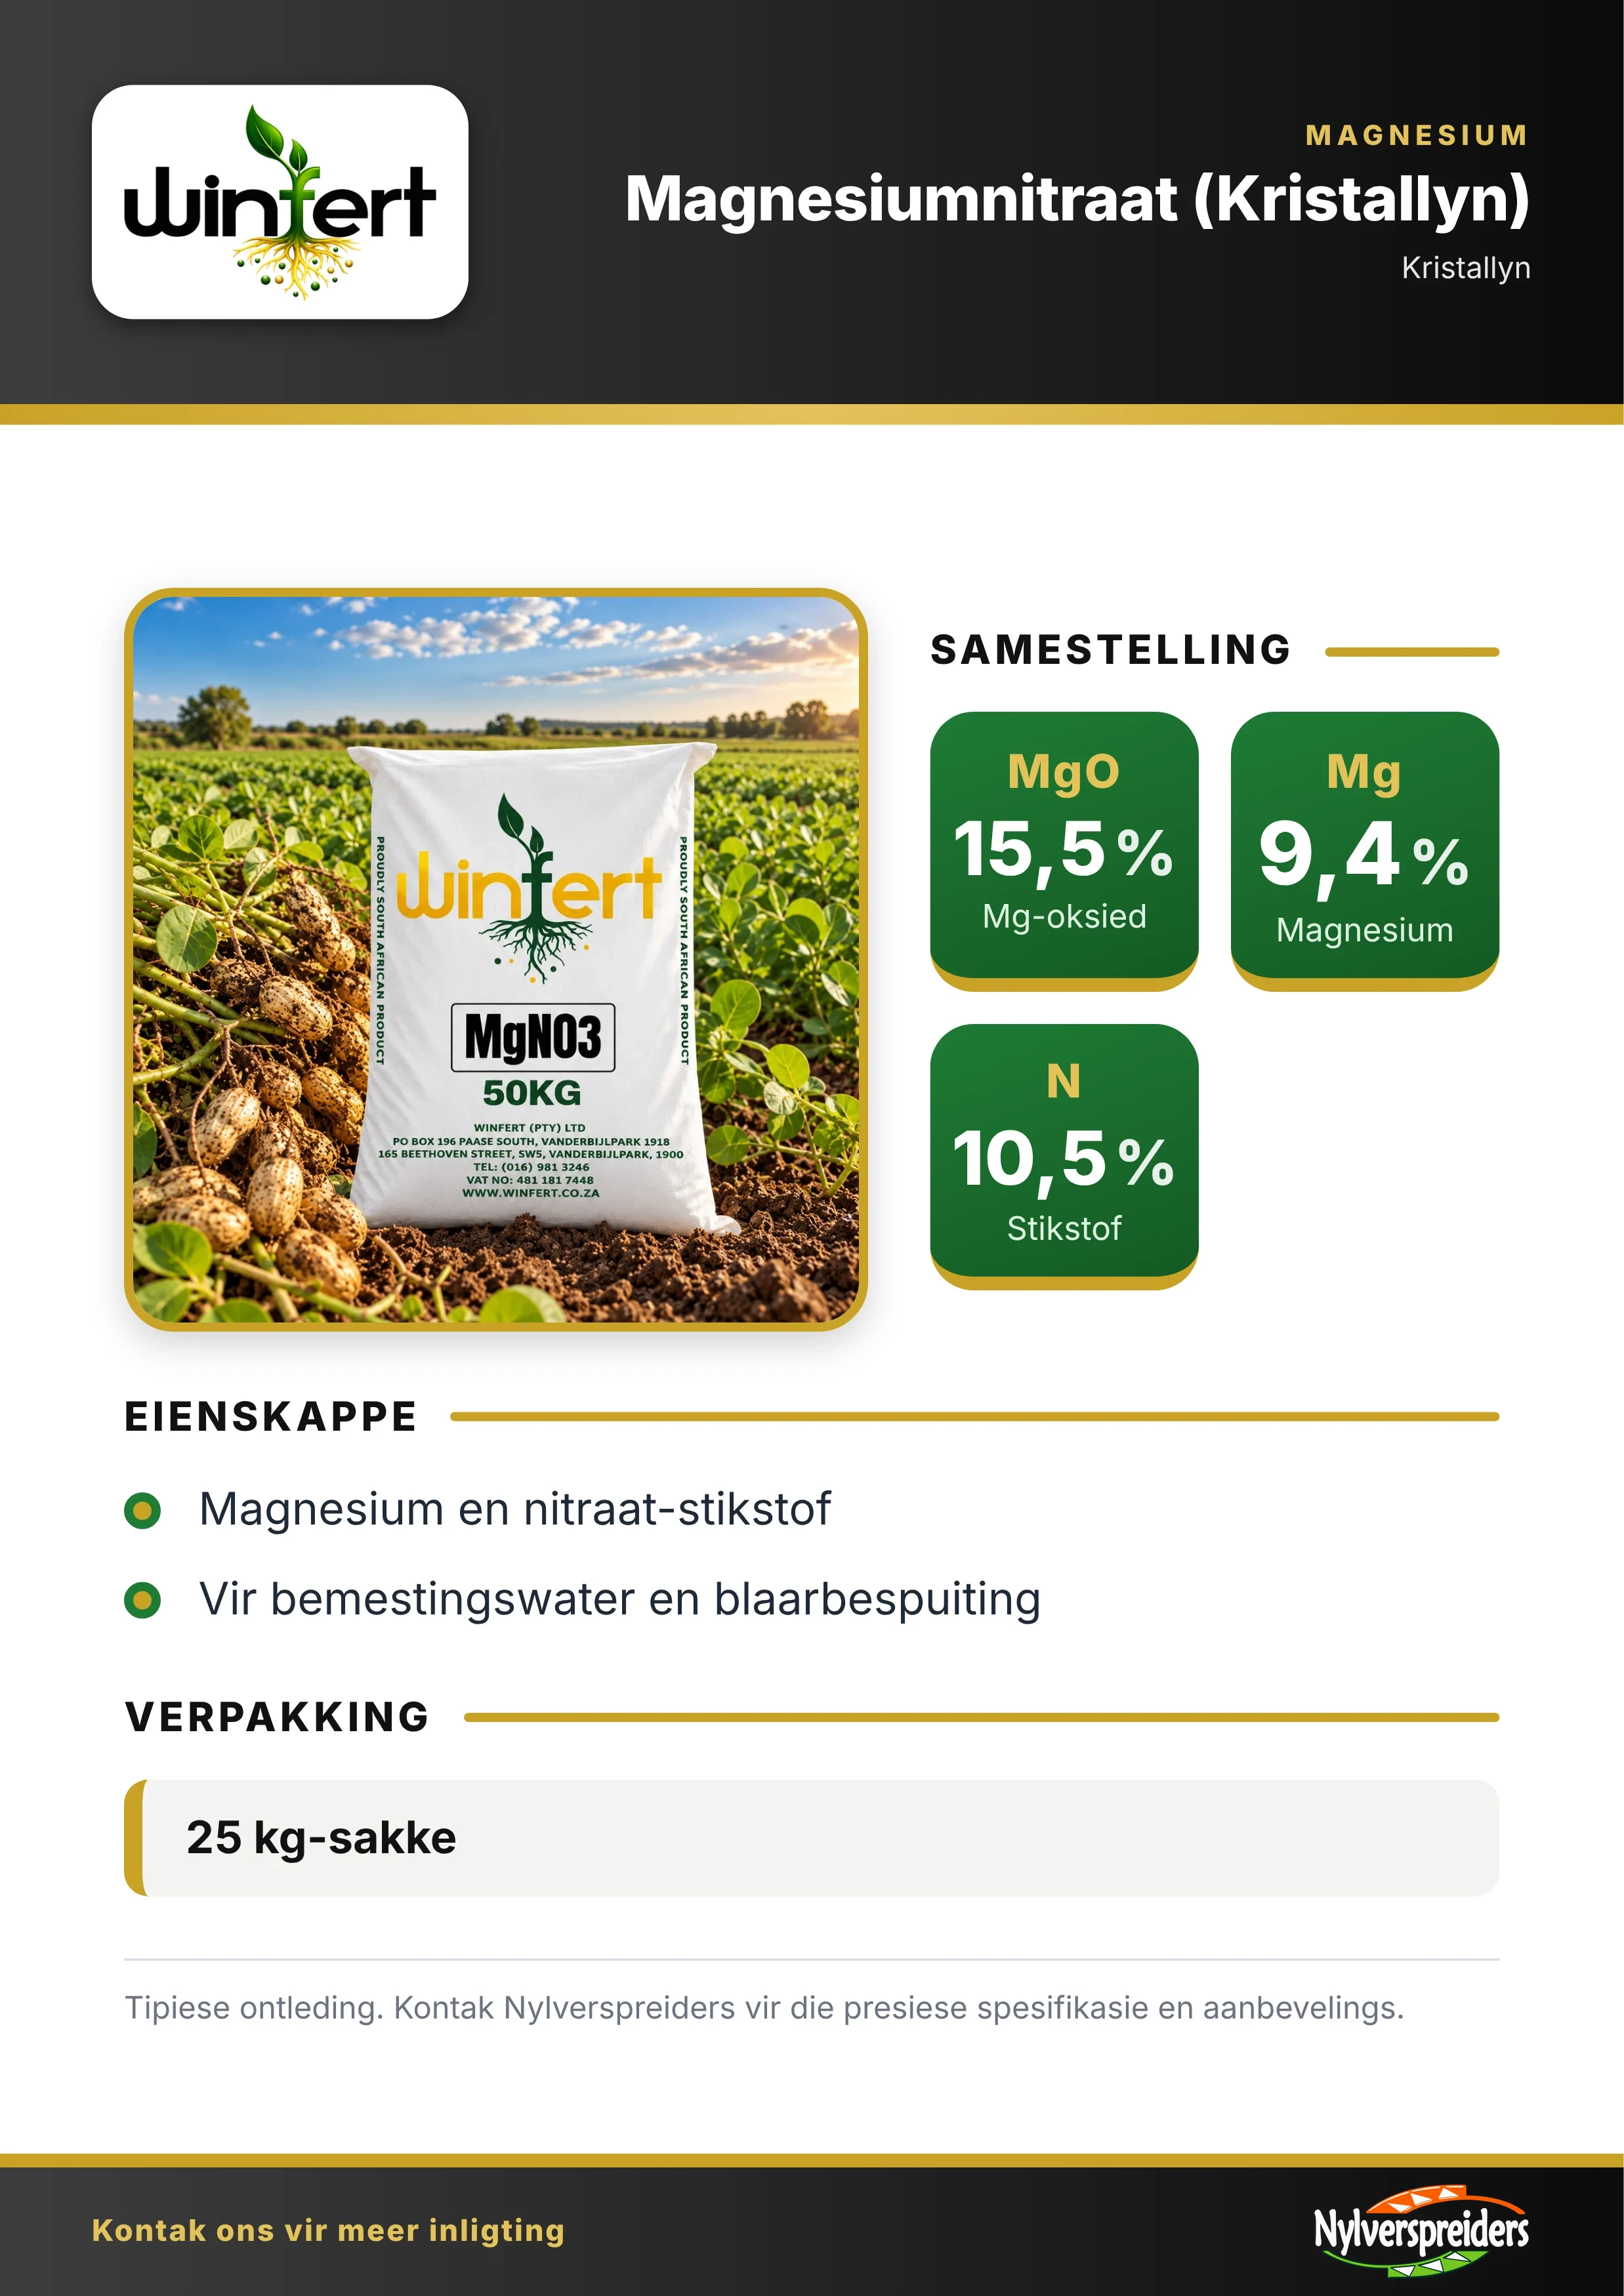 winfert
MAGNESIUM
Magnesiumnitraat (Kristallyn)
Kristallyn
PROUDLY SOUTH AFRICAN PRODUCT
winfert
PROUDLY SOUTH AFRICAN PRODUCT
MgNO3
50KG
WINFERT (PTY) LTD
PO BOX 196 PAASE SOUTH, VANDERBIJLPARK 1918
165 BEETHOVEN STREET, SW5, VANDERBIJLPARK, 1900
TEL: (016) 981 3246
VAT NO: 481 181 7448
WWW.WINFERT.CO.ZA
SAMESTELLING
MgO
15,5%
Mg-oksied
Mg
9,4%
Magnesium
N
10,5%
Stikstof
EIENSKAPPE
Magnesium en nitraat-stikstof
Vir bemestingswater en blaarbespuiting
VERPAKKING
25 kg-sakke
Tipiese ontleding. Kontak Nylverspreiders vir die presiese spesifikasie en aanbevelings.
Kontak ons vir meer inligting
Nylverspreiders